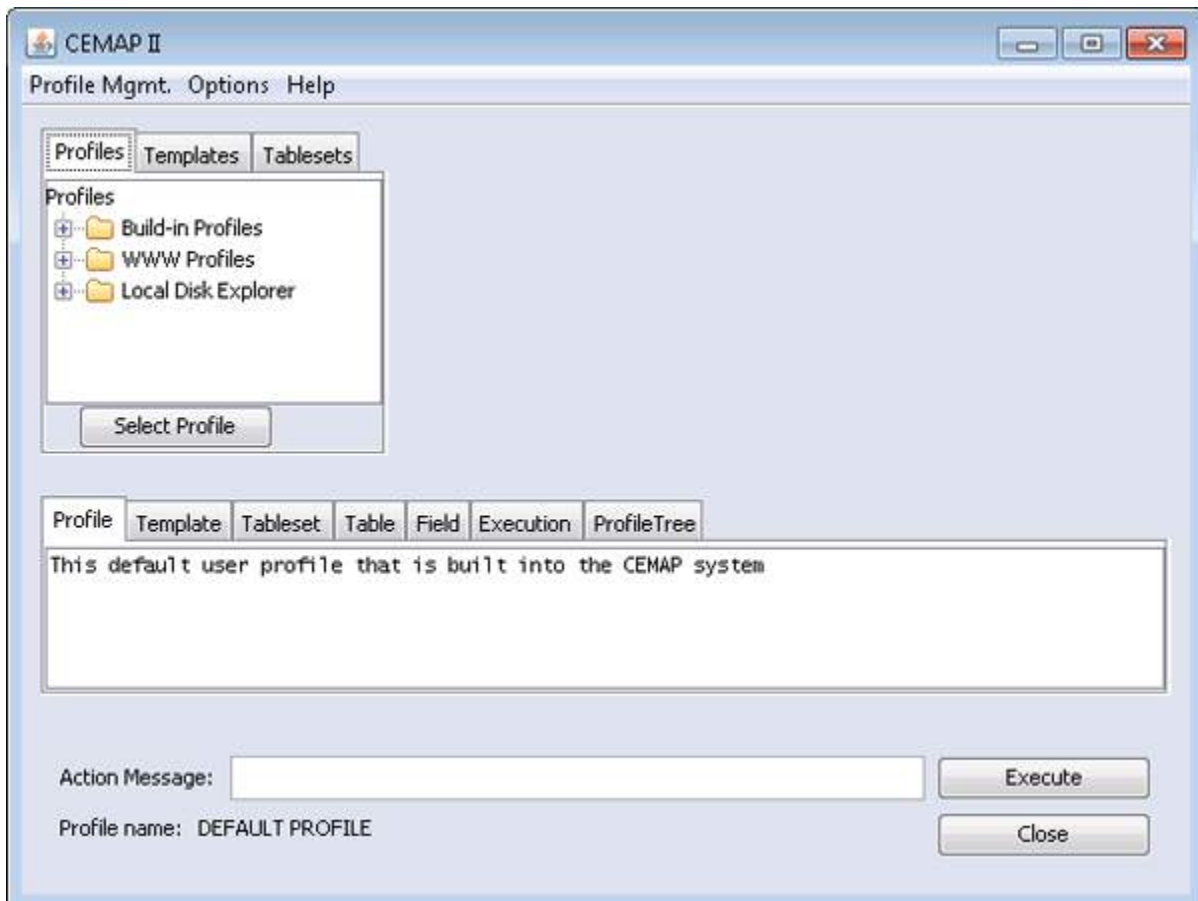 CEMAP II
Profile Mgmt. Options Help
Profiles Templates Tablesets
Profiles
Build-in Profiles
WWW Profiles
Local Disk Explorer
Select Profile
Profile Template Tableset Table Field Execution ProfileTree
This default user profile that is built into the CEMAP system
Action Message: Execute
Profile name: DEFAULT PROFILE Close